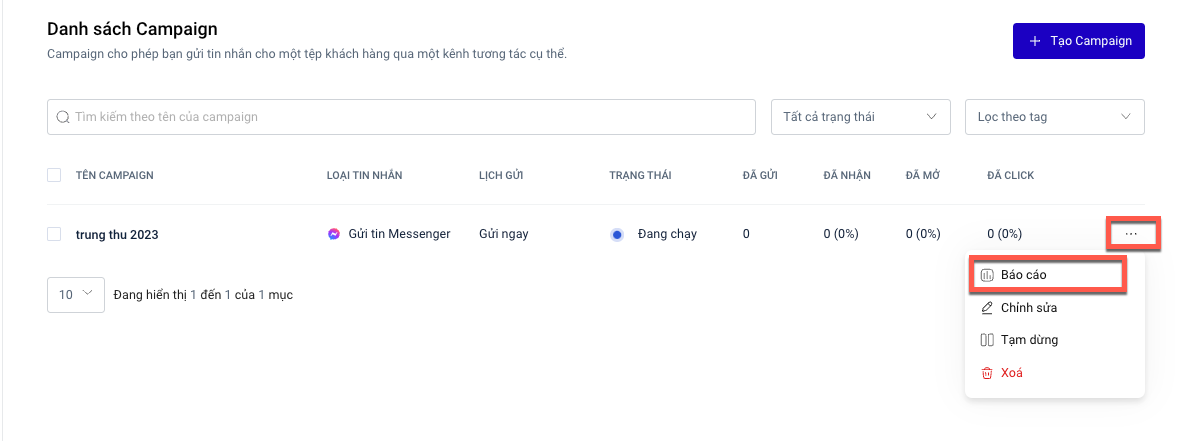 Danh sách Campaign
Campaign cho phép bạn gửi tin nhắn cho một tệp khách hàng qua một kênh tương tác cụ thể.
+ Tạo Campaign
Tìm kiếm theo tên của campaign
Tất cả trạng thái
Lọc theo tag
TÊN CAMPAIGN LOẠI TIN NHẮN LỊCH GỬI TRẠNG THÁI ĐÃ GỬI ĐÃ NHẬN ĐÃ MỞ ĐÃ CLICK
trung thu 2023 Gửi tin Messenger Gửi ngay Đang chạy 0 0 (0%) 0 (0%) 0 (0%) ...
Báo cáo
Chỉnh sửa
Tạm dừng
Xoá
10 Đang hiển thị 1 đến 1 của 1 mục